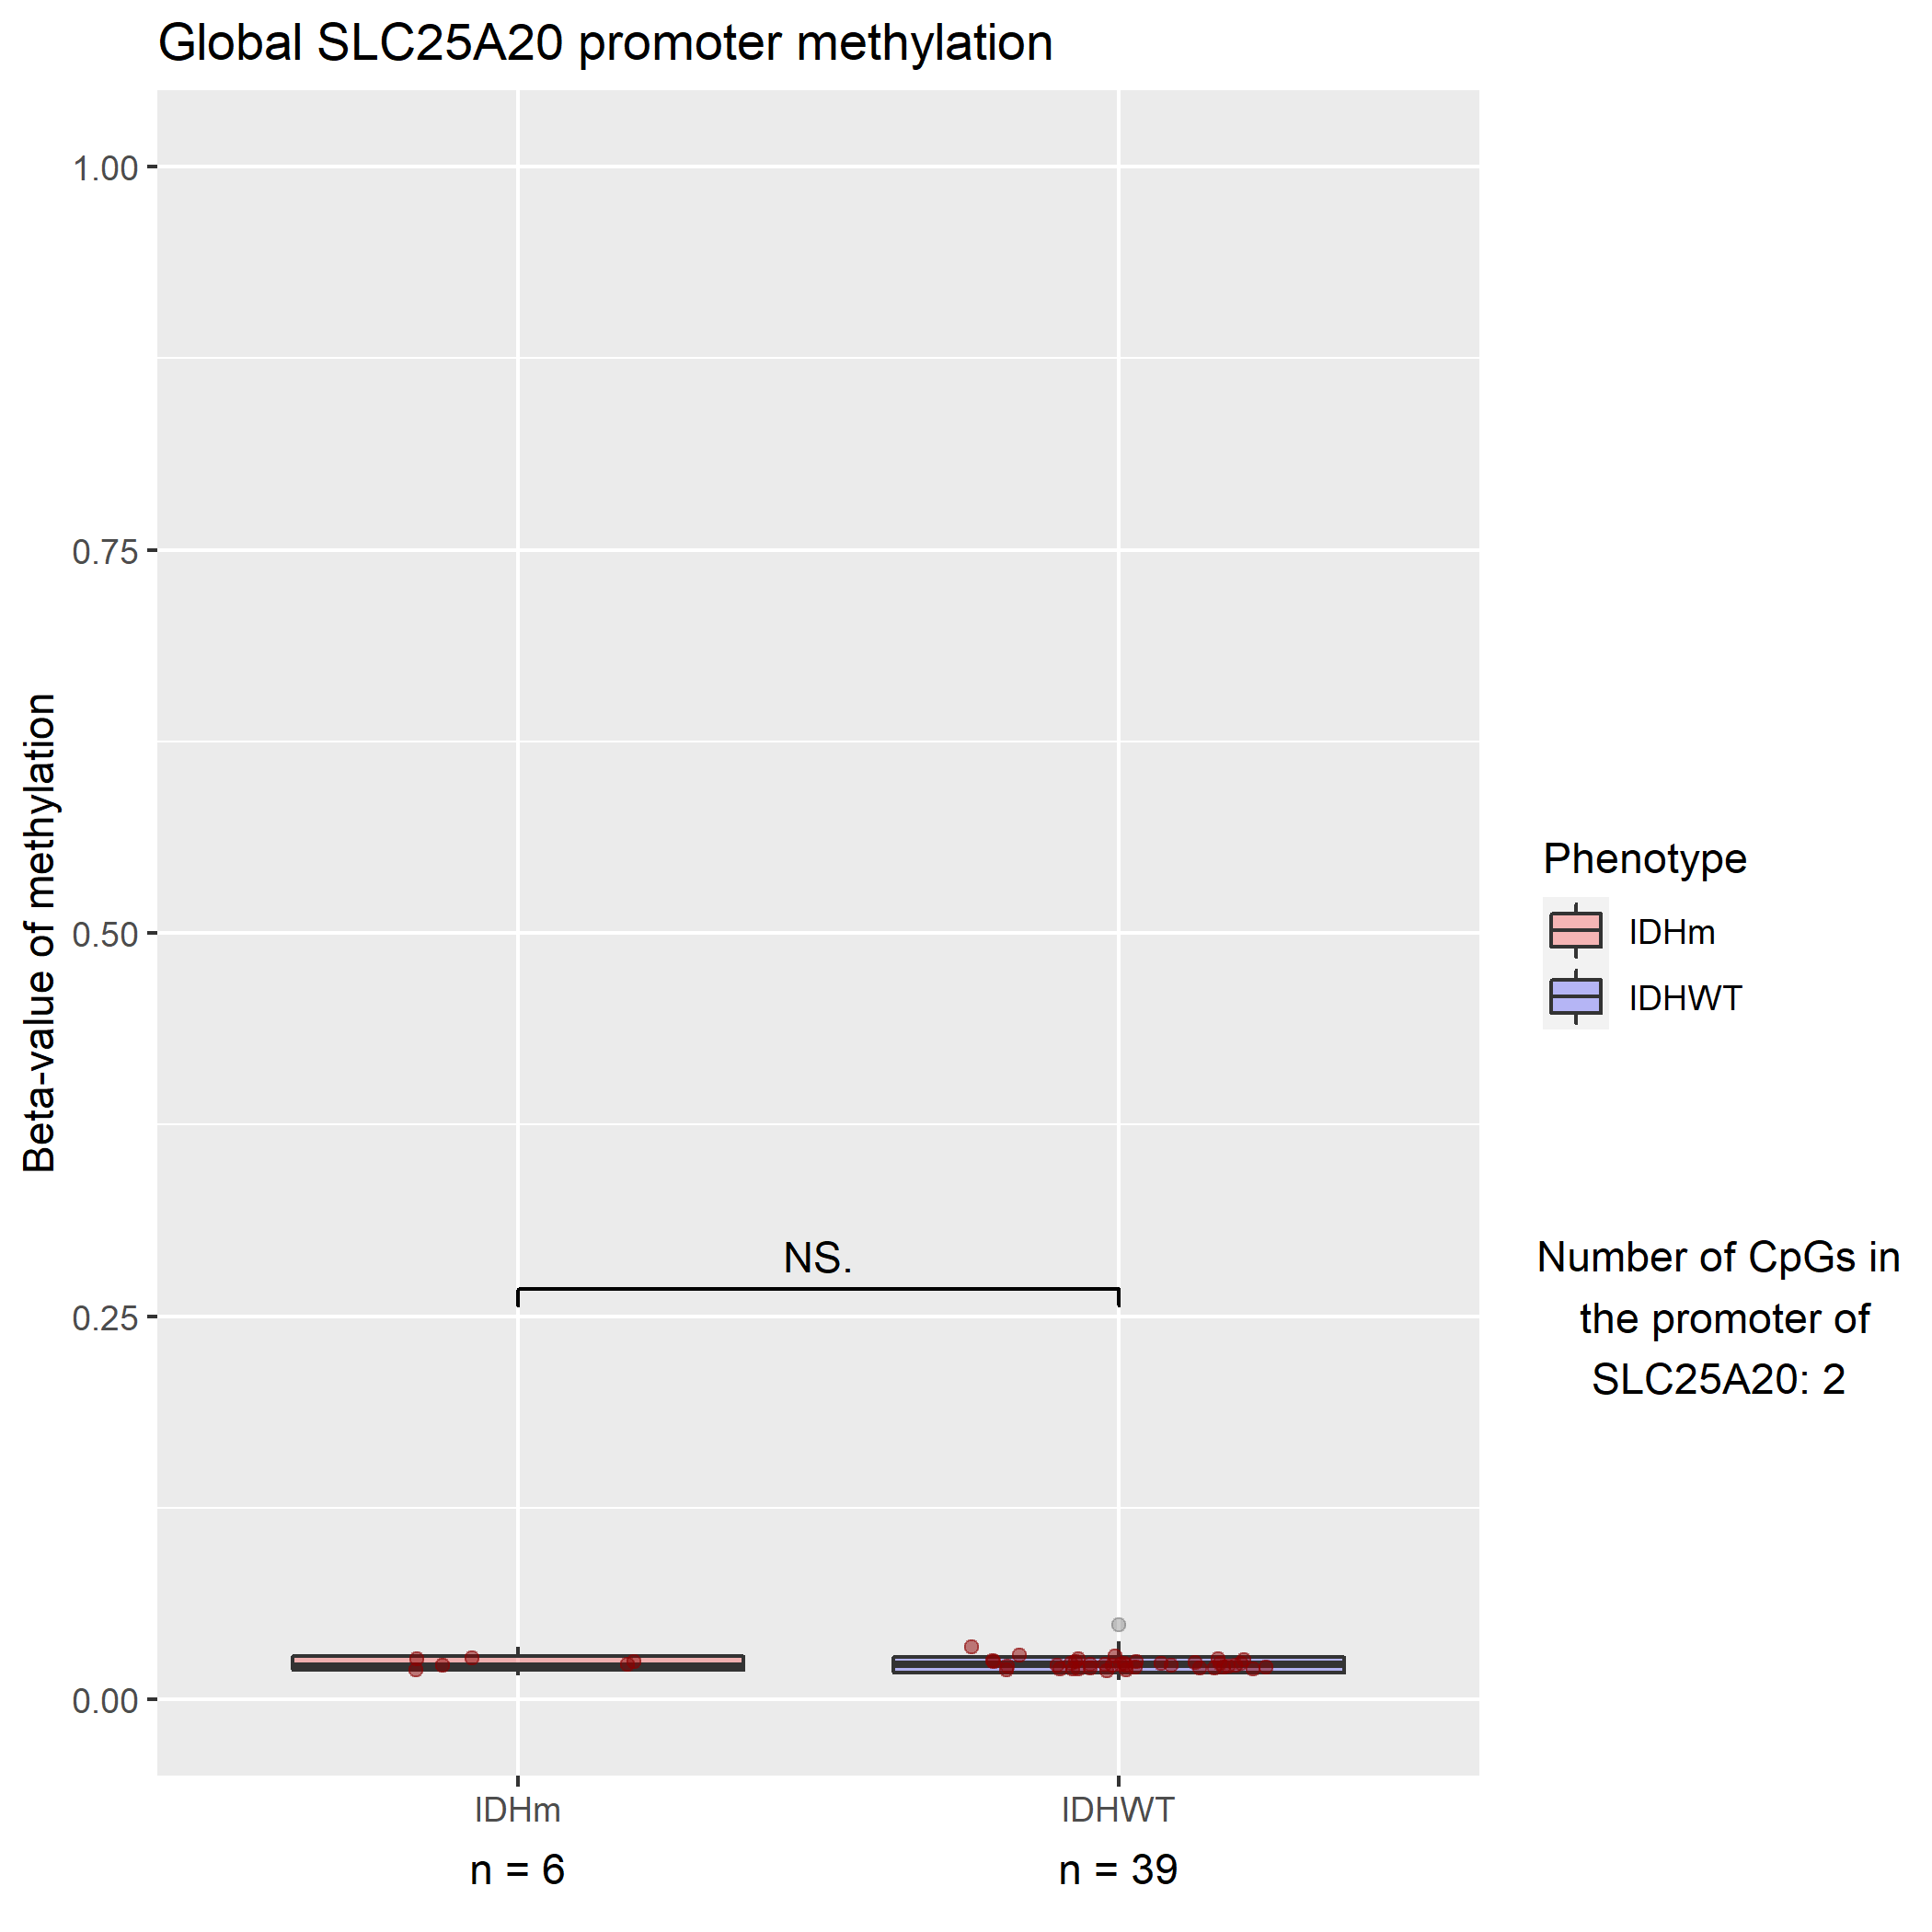 Global SLC25A20 promoter methylation
Beta-value of methylation
1.00
0.75
0.50
0.25
0.00
NS.
IDHm
IDHWT
n = 6
n = 39
Phenotype
IDHm
IDHWT
Number of CpGs in
the promoter of
SLC25A20: 2